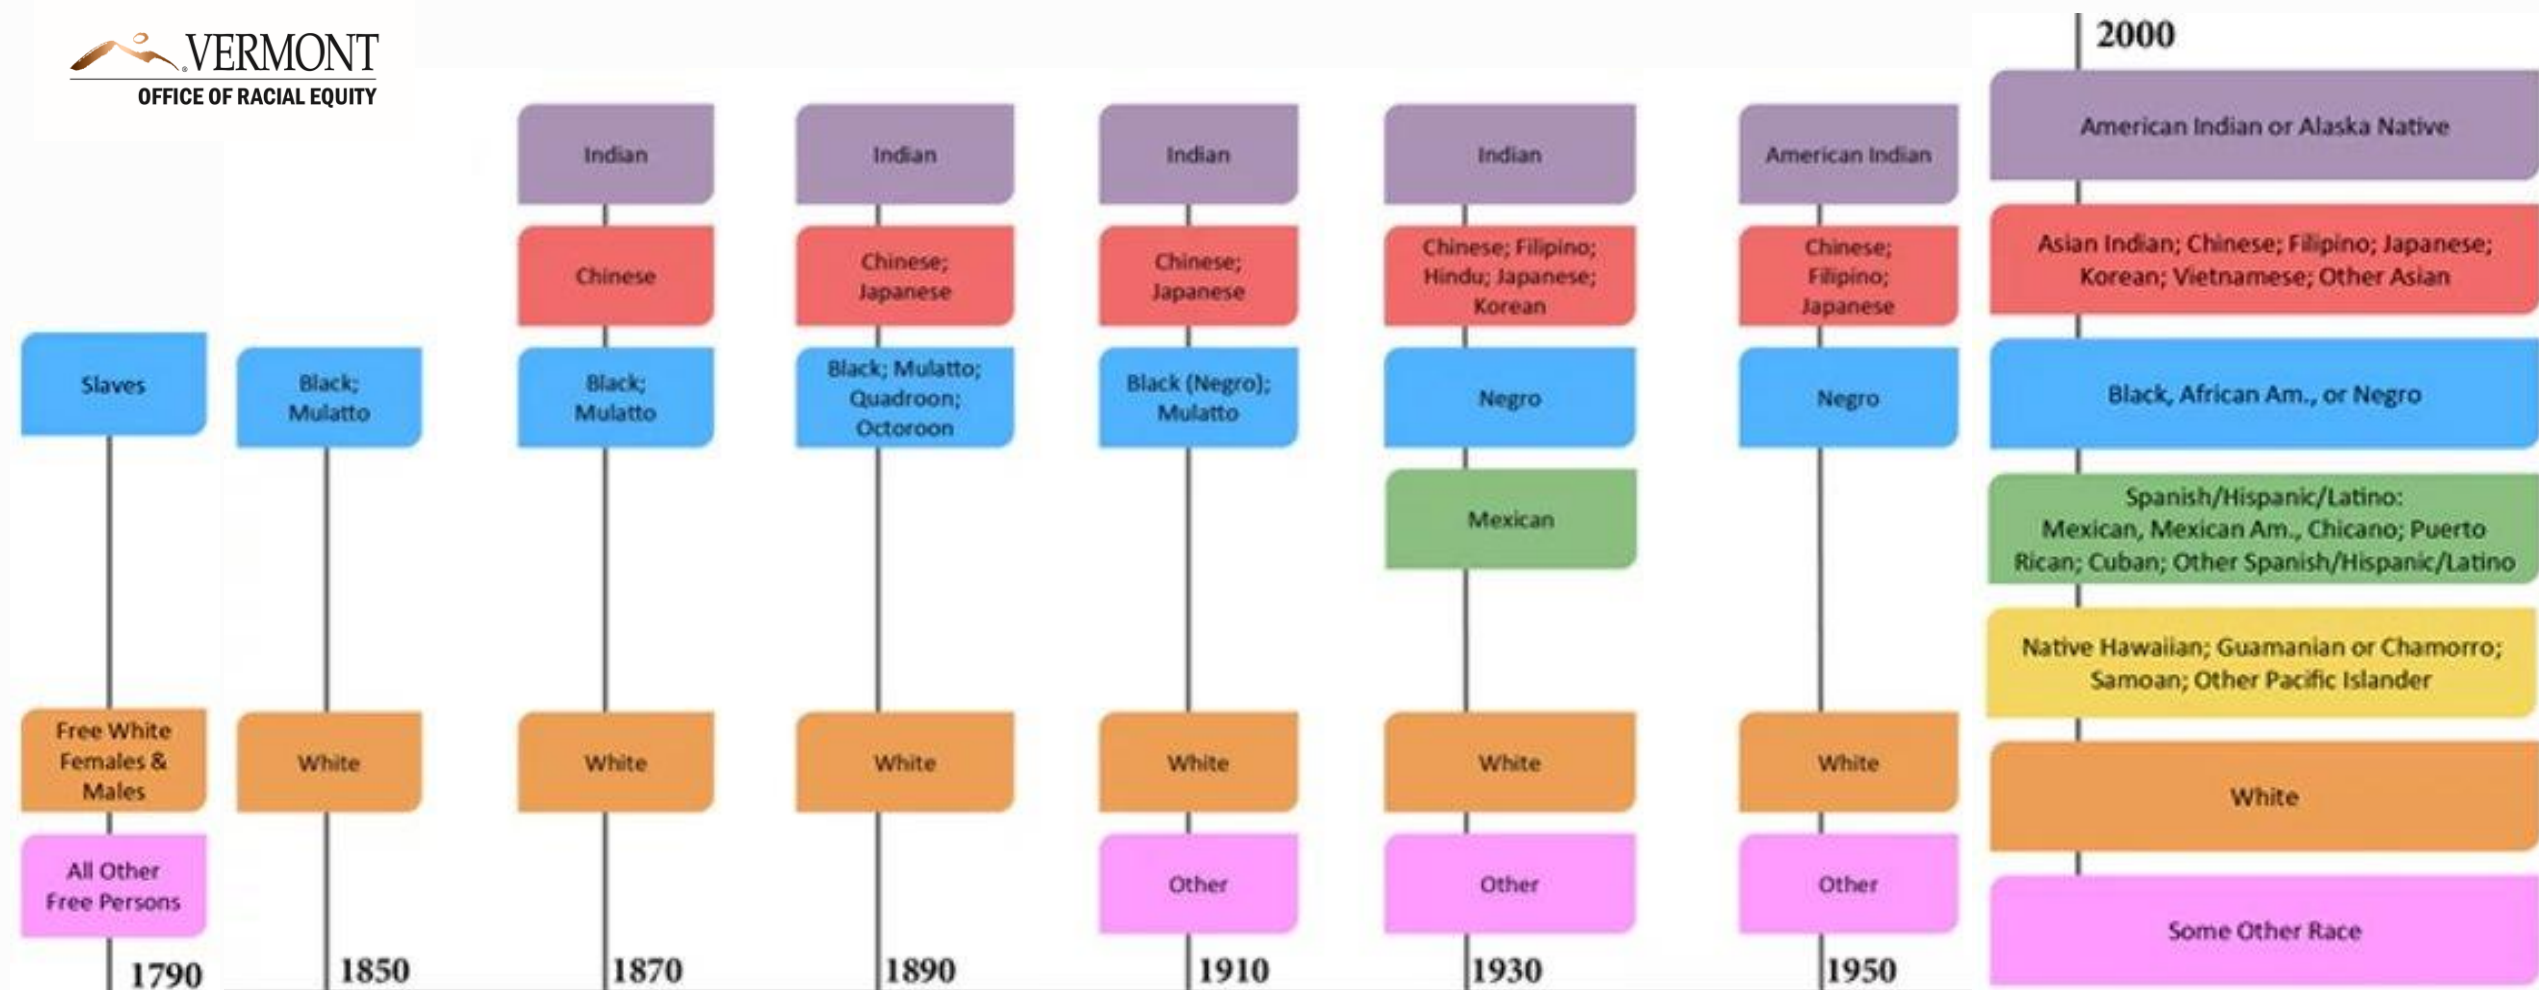 VERMONT
OFFICE OF RACIAL EQUITY
Slaves
Free White
Females &
Males
All Other
Free Persons
1790
Black;
Mulatto
White
1850
Indian
Chinese
Black;
Mulatto
White
1870
Indian
Chinese;
Japanese
Black; Mulatto;
Quadroon;
Octoroon
White
1890
Indian
Chinese;
Japanese
Black (Negro);
Mulatto
White
Other
1910
Indian
Chinese; Filipino;
Hindu; Japanese;
Korean
Negro
Mexican
White
Other
1930
American Indian
Chinese;
Filipino;
Japanese
Negro
White
Other
1950
2000
American Indian or Alaska Native
Asian Indian; Chinese; Filipino; Japanese;
Korean; Vietnamese; Other Asian
Black, African Am., or Negro
Spanish/Hispanic/Latino:
Mexican, Mexican Am., Chicano; Puerto
Rican; Cuban; Other Spanish/Hispanic/Latino
Native Hawaiian; Guamanian or Chamorro;
Samoan; Other Pacific Islander
White
Some Other Race